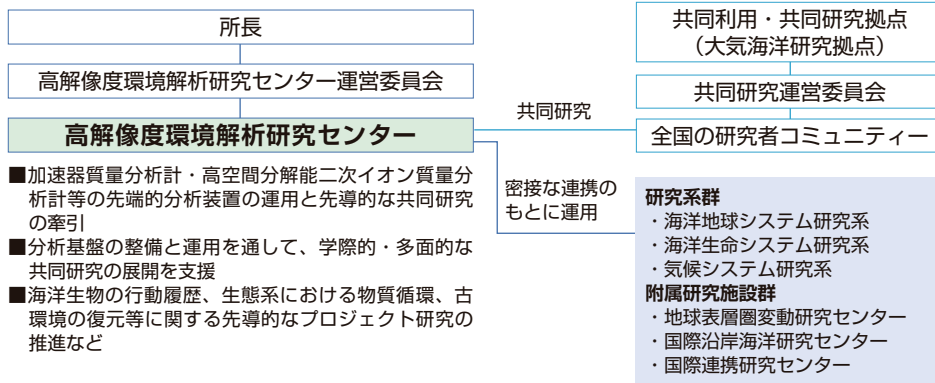 所長
高解像度環境解析研究センター運営委員会
高解像度環境解析研究センター
■加速器質量分析計・高空間分解能二次イオン質量分
析計等の先端的分析装置の運用と先導的な共同研究
の牽引
■分析基盤の整備と運用を通して、学際的・多面的な
共同研究の展開を支援
■海洋生物の行動履歴、生態系における物質循環、古
環境の復元等に関する先導的なプロジェクト研究の
推進など
共同研究
密接な連携の
もとに運用
共同利用・共同研究拠点
（大気海洋研究拠点）
共同研究運営委員会
全国の研究者コミュニティー
研究系群
・海洋地球システム研究系
・海洋生命システム研究系
・気候システム研究系
附属研究施設群
・地球表層圏変動研究センター
・国際沿岸海洋研究センター
・国際連携研究センター